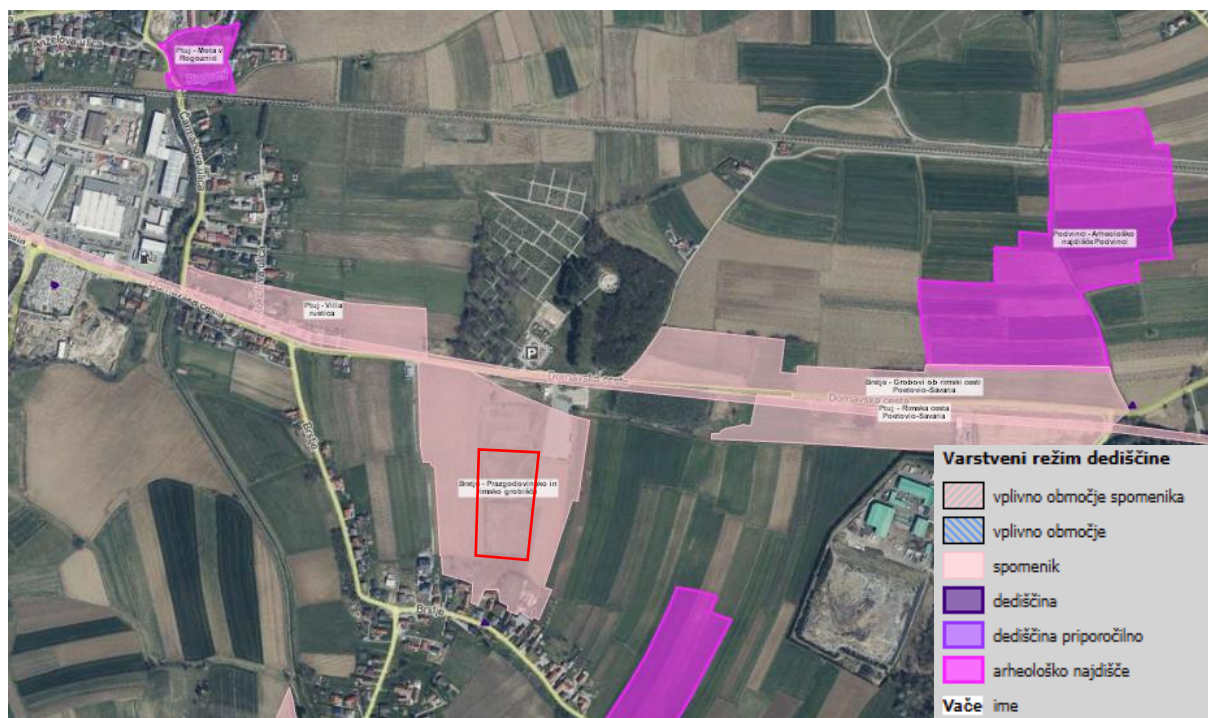 Ptuj - Mota v
Rogoznici
Ptuj - Villa
rustica
P
Domavska cesta
Podvinci - Arheološko
najdišče Podvinci
Brstje - Grobovi ob rimski cesti
Poetovio-Savaria
Domavska cesta
Ptuj - Rimska cesta
Poetovio-Savaria
Brstje
Brstje - Prazgodovinsko in
rimsko grobišče
Brstje
Varstveni režim dediščine
vplivno območje spomenika
vplivno območje
spomenik
dediščina
dediščina priporočilno
arheološko najdišče
Vače ime